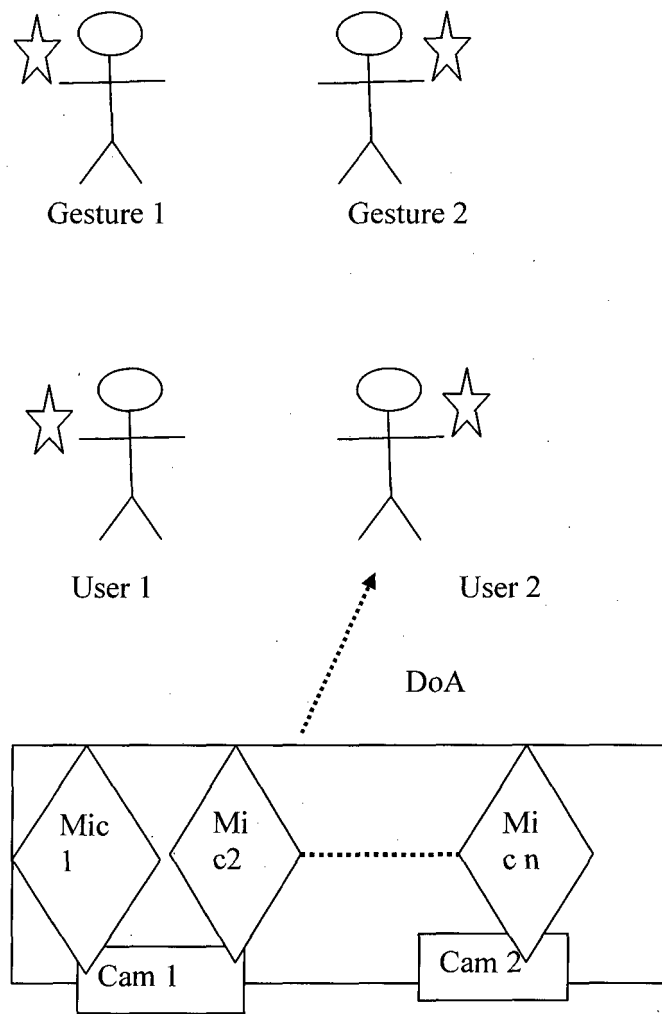 Gesture 1
Gesture 2
User 1
User 2
DoA
Mic
1
Mi
c2
Mi
c n
Cam 1
Cam 2